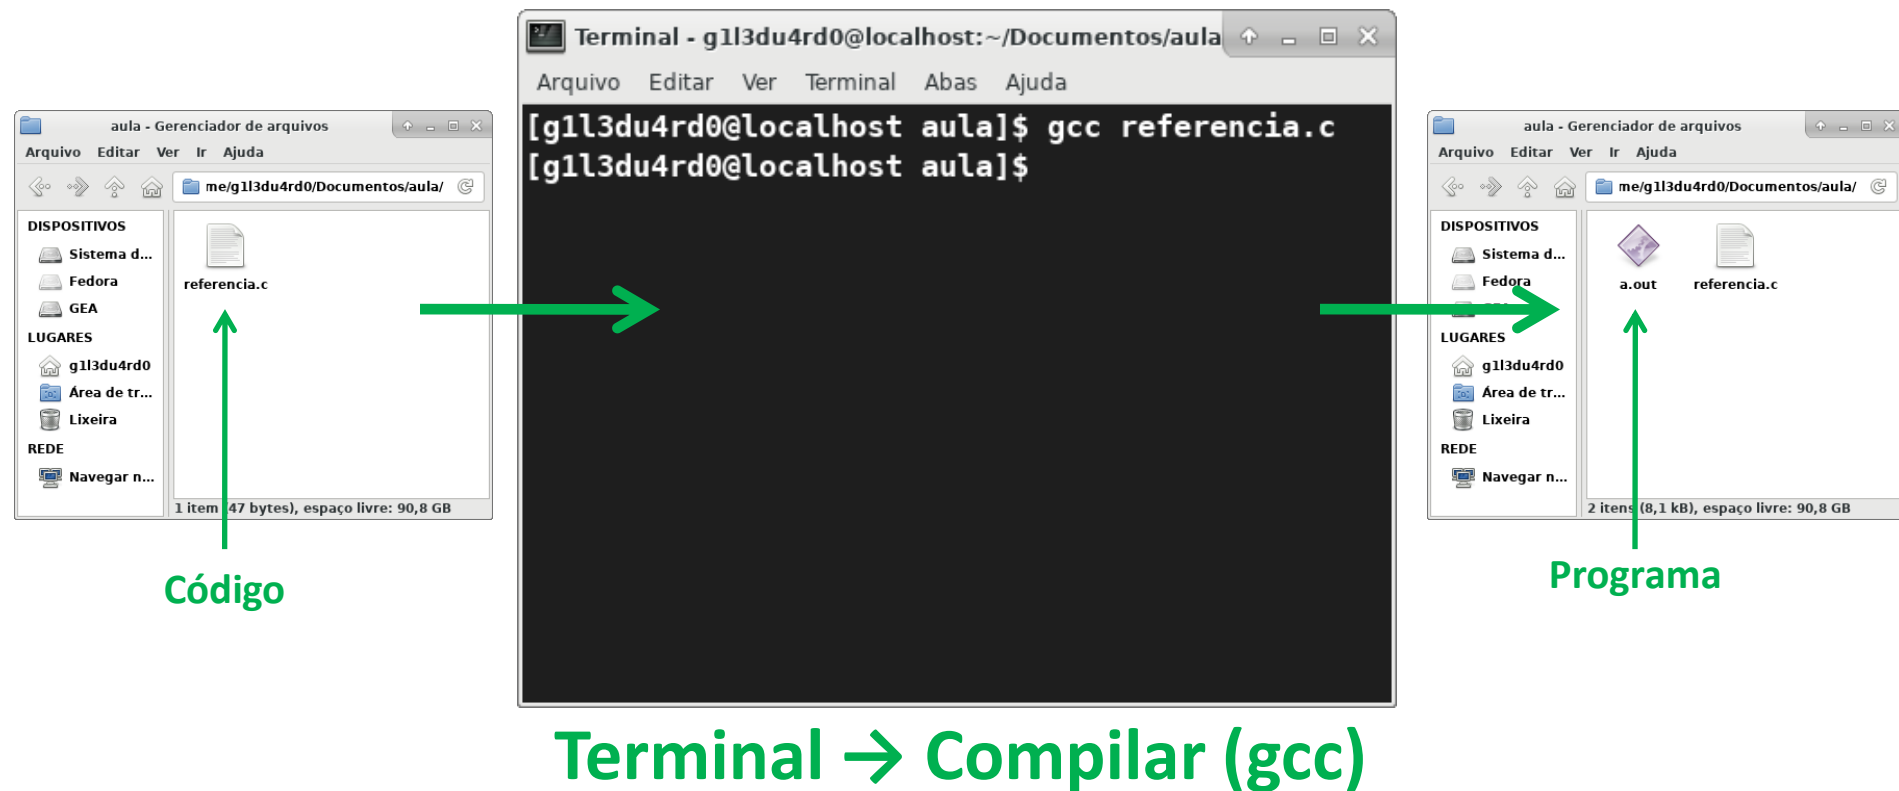 aula - Gerenciador de arquivos
Arquivo Editar Ver Ir Ajuda
me/g1l3du4rd0/Documentos/aula/
DISPOSITIVOS
Sistema d...
Fedora
GEA
LUGARES
g1l3du4rd0
Área de tr...
Lixeira
REDE
Navegar n...
referencia.c
1 item (47 bytes), espaço livre: 90,8 GB
Código
Terminal - g1l3du4rd0@localhost:~/Documentos/aula
Arquivo Editar Ver Terminal Abas Ajuda
[g1l3du4rd0@localhost aula]$ gcc referencia.c
[g1l3du4rd0@localhost aula]$
Terminal → Compilar (gcc)
aula - Gerenciador de arquivos
Arquivo Editar Ver Ir Ajuda
me/g1l3du4rd0/Documentos/aula/
DISPOSITIVOS
Sistema d...
Fedora
LUGARES
g1l3du4rd0
Área de tr...
Lixeira
REDE
Navegar n...
a.out referencia.c
2 itens (8,1 kB), espaço livre: 90,8 GB
Programa